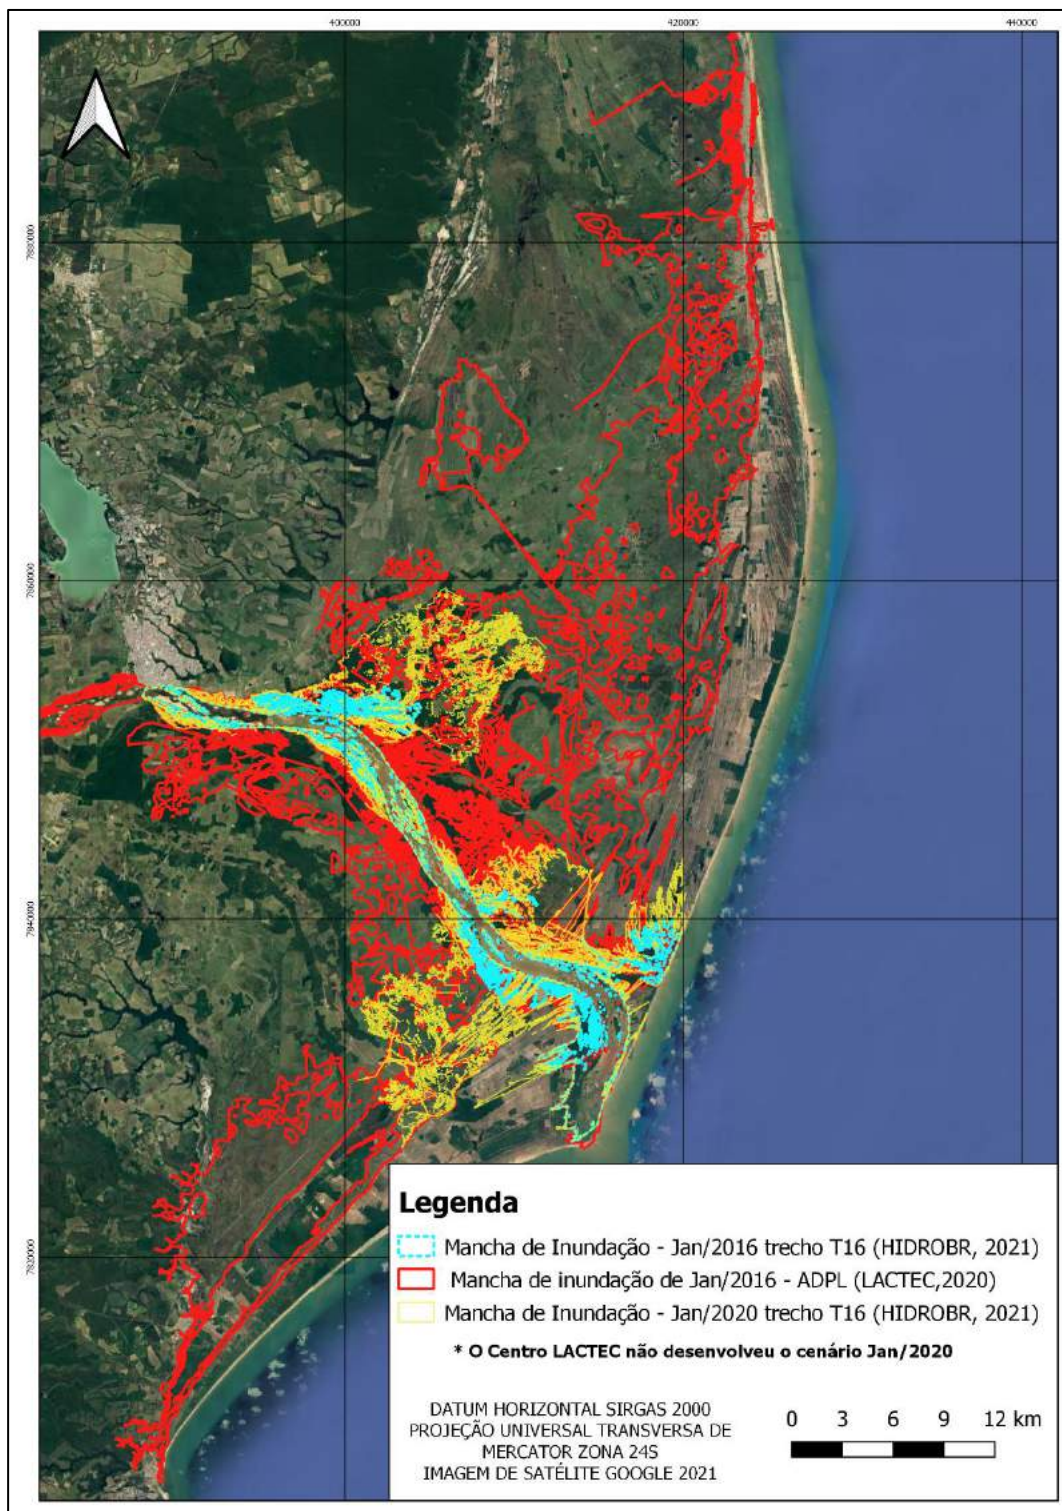 400000 420000 440000
7880000
7860000
7840000
7820000
Legenda
Mancha de Inundação - Jan/2016 trecho T16 (HIDROBR, 2021)
Mancha de inundação de Jan/2016 - ADPL (LACTEC,2020)
Mancha de Inundação - Jan/2020 trecho T16 (HIDROBR, 2021)
* O Centro LACTEC não desenvolveu o cenário Jan/2020
DATUM HORIZONTAL SIRGAS 2000
PROJEÇÃO UNIVERSAL TRANSVERSA DE
MERCATOR ZONA 24S
IMAGEM DE SATÉLITE GOOGLE 2021
0 3 6 9 12 km